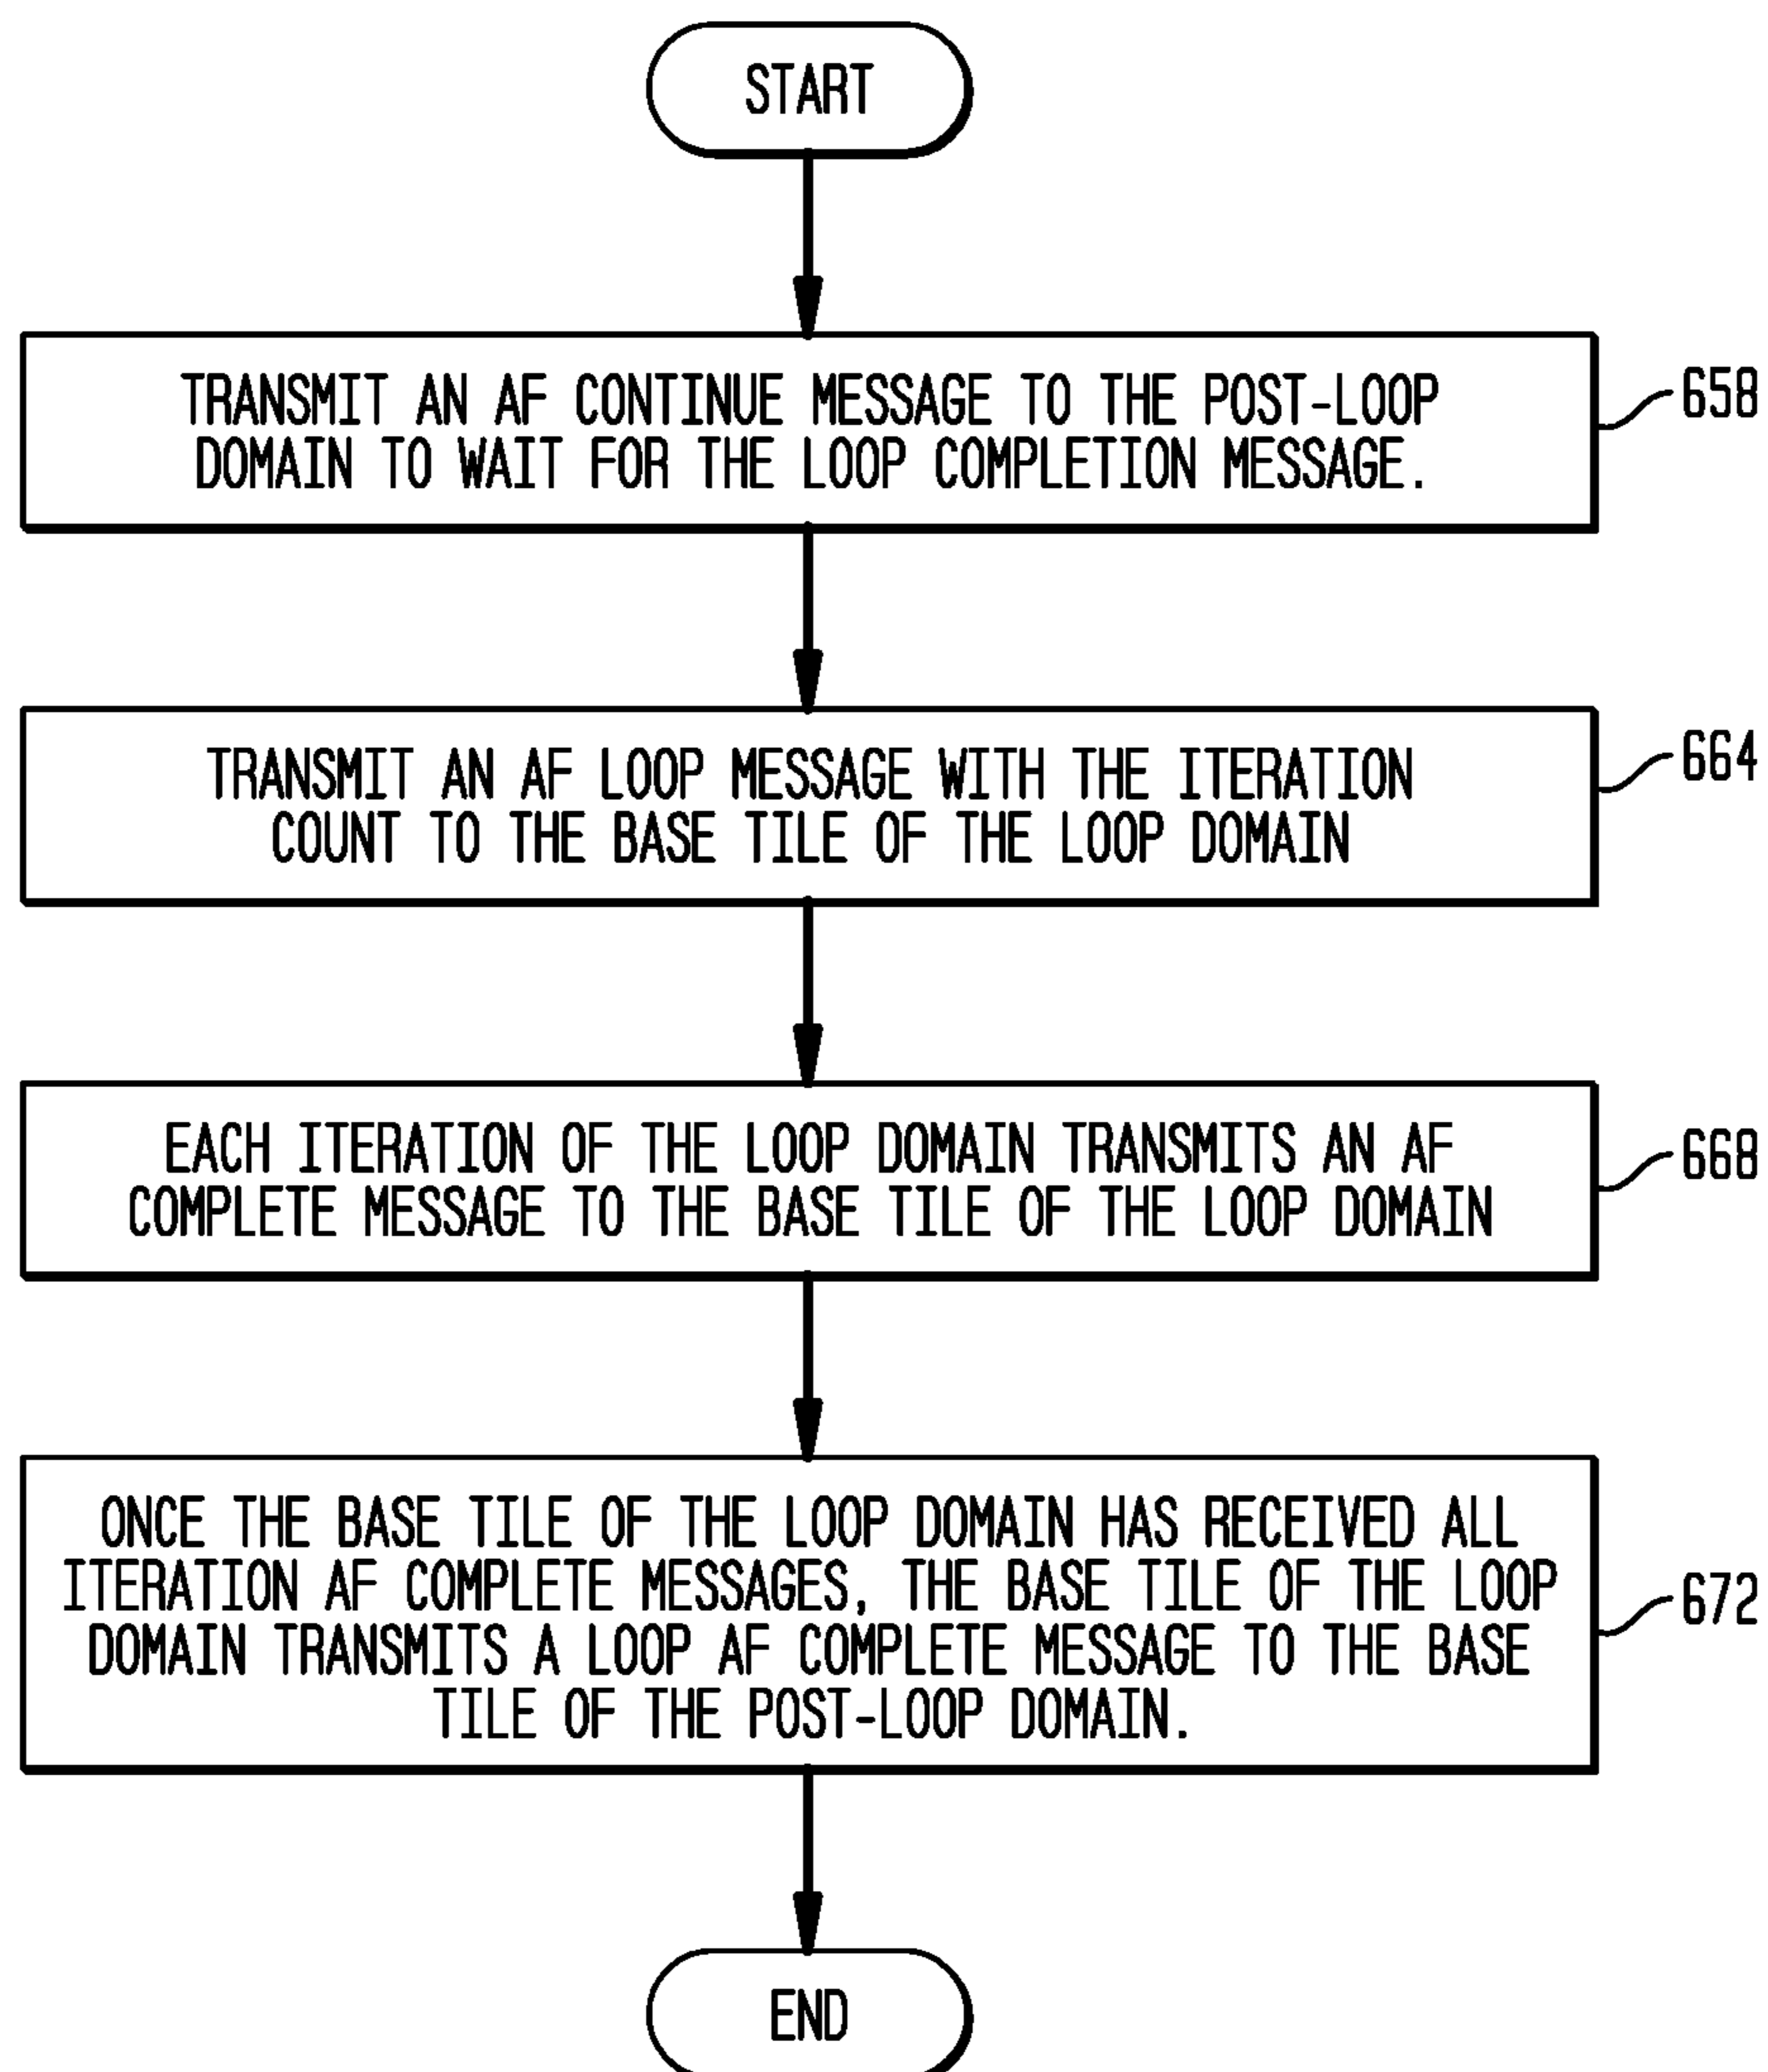 START
TRANSMIT AN AF CONTINUE MESSAGE TO THE POST-LOOP
DOMAIN TO WAIT FOR THE LOOP COMPLETION MESSAGE.
658
TRANSMIT AN AF LOOP MESSAGE WITH THE ITERATION
COUNT TO THE BASE TILE OF THE LOOP DOMAIN
664
EACH ITERATION OF THE LOOP DOMAIN TRANSMITS AN AF
COMPLETE MESSAGE TO THE BASE TILE OF THE LOOP DOMAIN
668
ONCE THE BASE TILE OF THE LOOP DOMAIN HAS RECEIVED ALL
ITERATION AF COMPLETE MESSAGES, THE BASE TILE OF THE LOOP
DOMAIN TRANSMITS A LOOP AF COMPLETE MESSAGE TO THE BASE
TILE OF THE POST-LOOP DOMAIN.
672
END